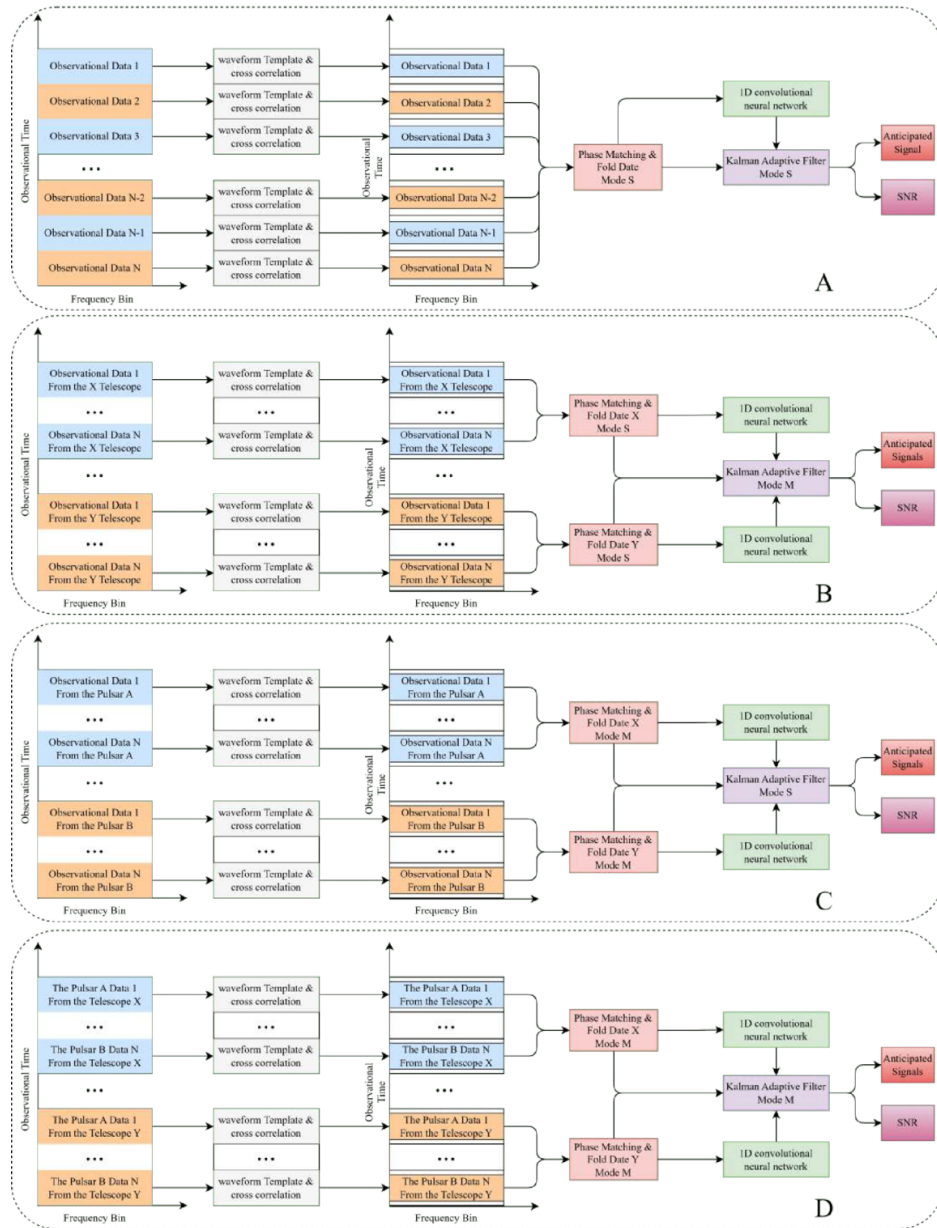 Observational Time
Observational Data 1
Observational Data 2
Observational Data 3
...
Observational Data N-2
Observational Data N-1
Observational Data N
Frequency Bin
waveform Template &
cross correlation
waveform Template &
cross correlation
waveform Template &
cross correlation
waveform Template &
cross correlation
waveform Template &
cross correlation
waveform Template &
cross correlation
Observational
Time
Observational Data 1
Observational Data 2
Observational Data 3
...
Observational Data N-2
Observational Data N-1
Observational Data N
Frequency Bin
Phase Matching &
Fold Date
Mode S
1D convolutional
neural network
Kalman Adaptive Filter
Mode S
Anticipated
Signal
SNR
A
Observational Time
Observational Data 1
From the X Telescope
...
Observational Data N
From the X Telescope
...
Observational Data 1
From the Y Telescope
...
Observational Data N
From the Y Telescope
Frequency Bin
waveform Template &
cross correlation
...
waveform Template &
cross correlation
waveform Template &
cross correlation
...
waveform Template &
cross correlation
Observational
Time
Observational Data 1
From the X Telescope
...
Observational Data N
From the X Telescope
...
Observational Data 1
From the Y Telescope
...
Observational Data N
From the Y Telescope
Frequency Bin
Phase Matching &
Fold Date X
Mode S
Phase Matching &
Fold Date Y
Mode S
1D convolutional
neural network
Kalman Adaptive Filter
Mode M
1D convolutional
neural network
Anticipated
Signals
SNR
B
Observational Time
Observational Data 1
From the Pulsar A
...
Observational Data N
From the Pulsar A
...
Observational Data 1
From the Pulsar B
...
Observational Data N
From the Pulsar B
Frequency Bin
waveform Template &
cross correlation
...
waveform Template &
cross correlation
waveform Template &
cross correlation
...
waveform Template &
cross correlation
Observational
Time
Observational Data 1
From the Pulsar A
...
Observational Data N
From the Pulsar A
...
Observational Data 1
From the Pulsar B
...
Observational Data N
From the Pulsar B
Frequency Bin
Phase Matching &
Fold Date X
Mode M
Phase Matching &
Fold Date Y
Mode M
1D convolutional
neural network
Kalman Adaptive Filter
Mode S
1D convolutional
neural network
Anticipated
Signals
SNR
C
Observational Time
The Pulsar A Data 1
From the Telescope X
...
The Pulsar B Data N
From the Telescope X
...
The Pulsar A Data 1
From the Telescope Y
...
The Pulsar B Data N
From the Telescope Y
Frequency Bin
waveform Template &
cross correlation
...
waveform Template &
cross correlation
waveform Template &
cross correlation
...
waveform Template &
cross correlation
Observational
Time
The Pulsar A Data 1
From the Telescope X
...
The Pulsar B Data N
From the Telescope X
...
The Pulsar A Data 1
From the Telescope Y
...
The Pulsar B Data N
From the Telescope Y
Frequency Bin
Phase Matching &
Fold Date X
Mode M
Phase Matching &
Fold Date Y
Mode M
1D convolutional
neural network
Kalman Adaptive Filter
Mode M
1D convolutional
neural network
Anticipated
Signals
SNR
D